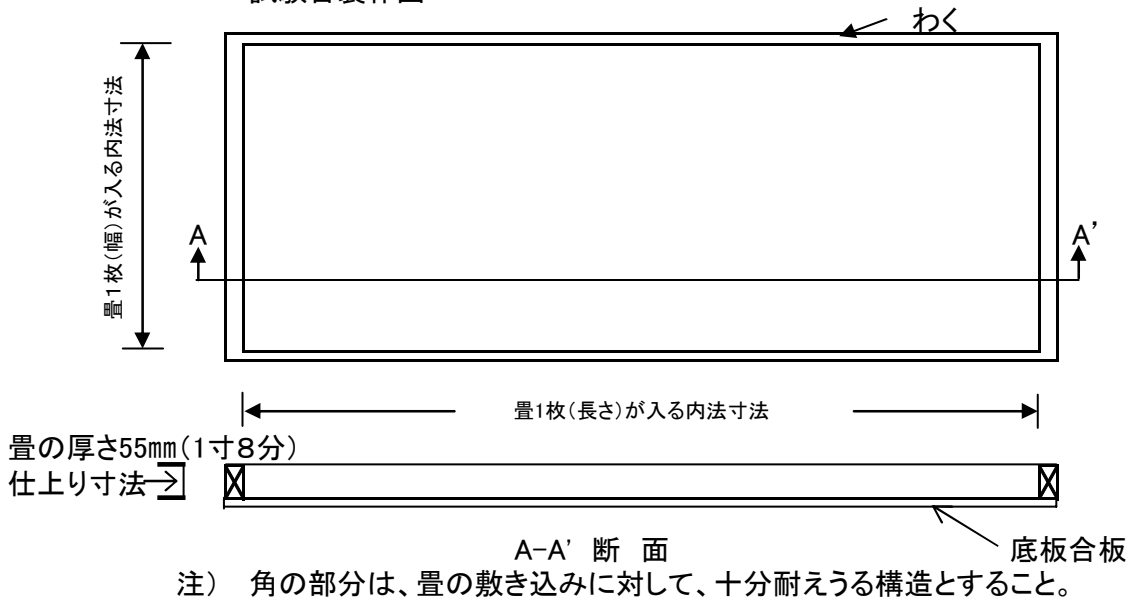 わく
畳1枚(幅)が入る内法寸法
A
A'
畳1枚(長さ)が入る内法寸法
畳の厚さ55㎜(1寸8分)
仕上り寸法
A-A' 断 面
底板合板
注) 角の部分は、畳の敷き込みに対して、十分耐えうる構造とすること。